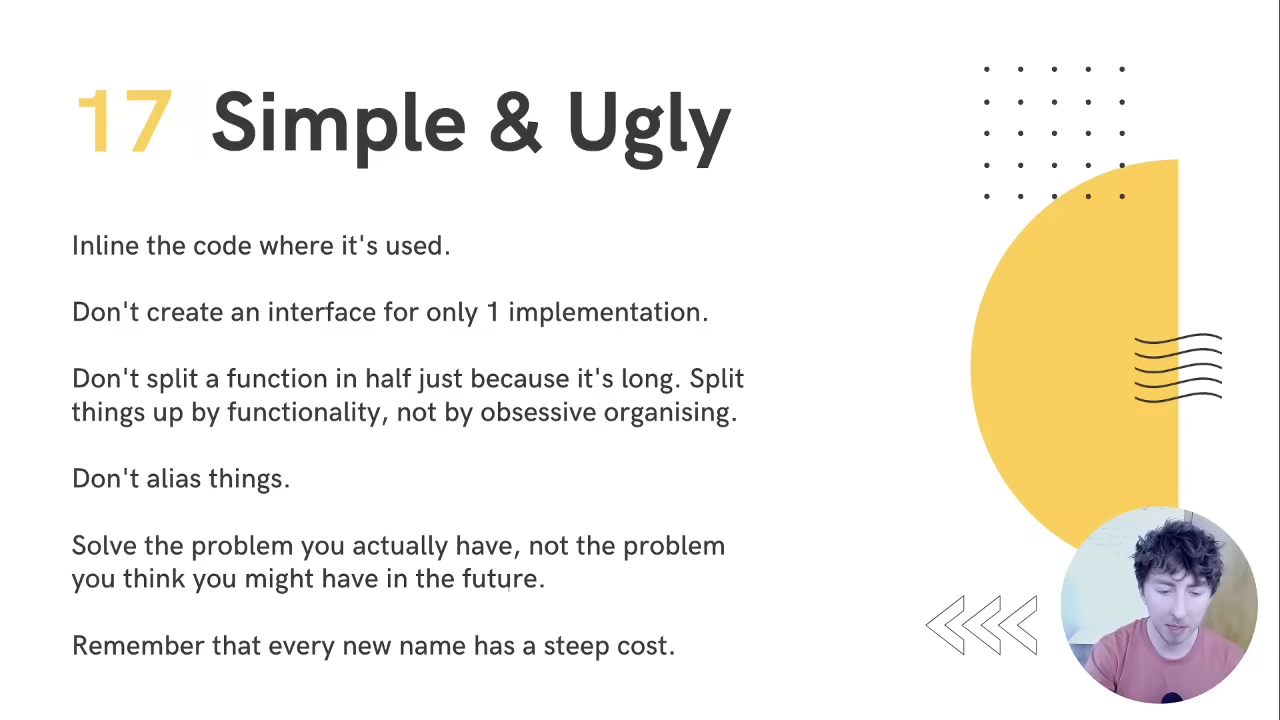 17 Simple & Ugly
Inline the code where it's used.
Don't create an interface for only 1 implementation.
Don't split a function in half just because it's long. Split
things up by functionality, not by obsessive organising.
Don't alias things.
Solve the problem you actually have, not the problem
you think you might have in the future.
Remember that every new name has a steep cost.